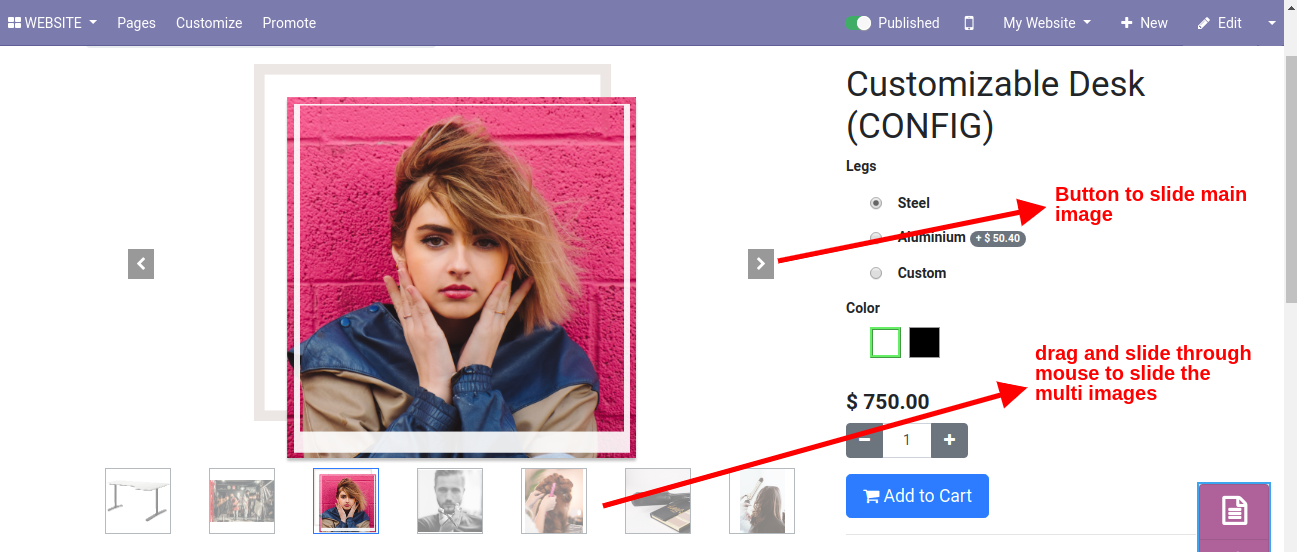 WEBSITE Pages Customize Promote Published My Website New Edit
Customizable Desk
(CONFIG)
Legs
Steel
Button to slide main
image
Aluminium + $ 50.40
Custom
Color
drag and slide through
mouse to slide the
multi images
$ 750.00
1
Add to Cart